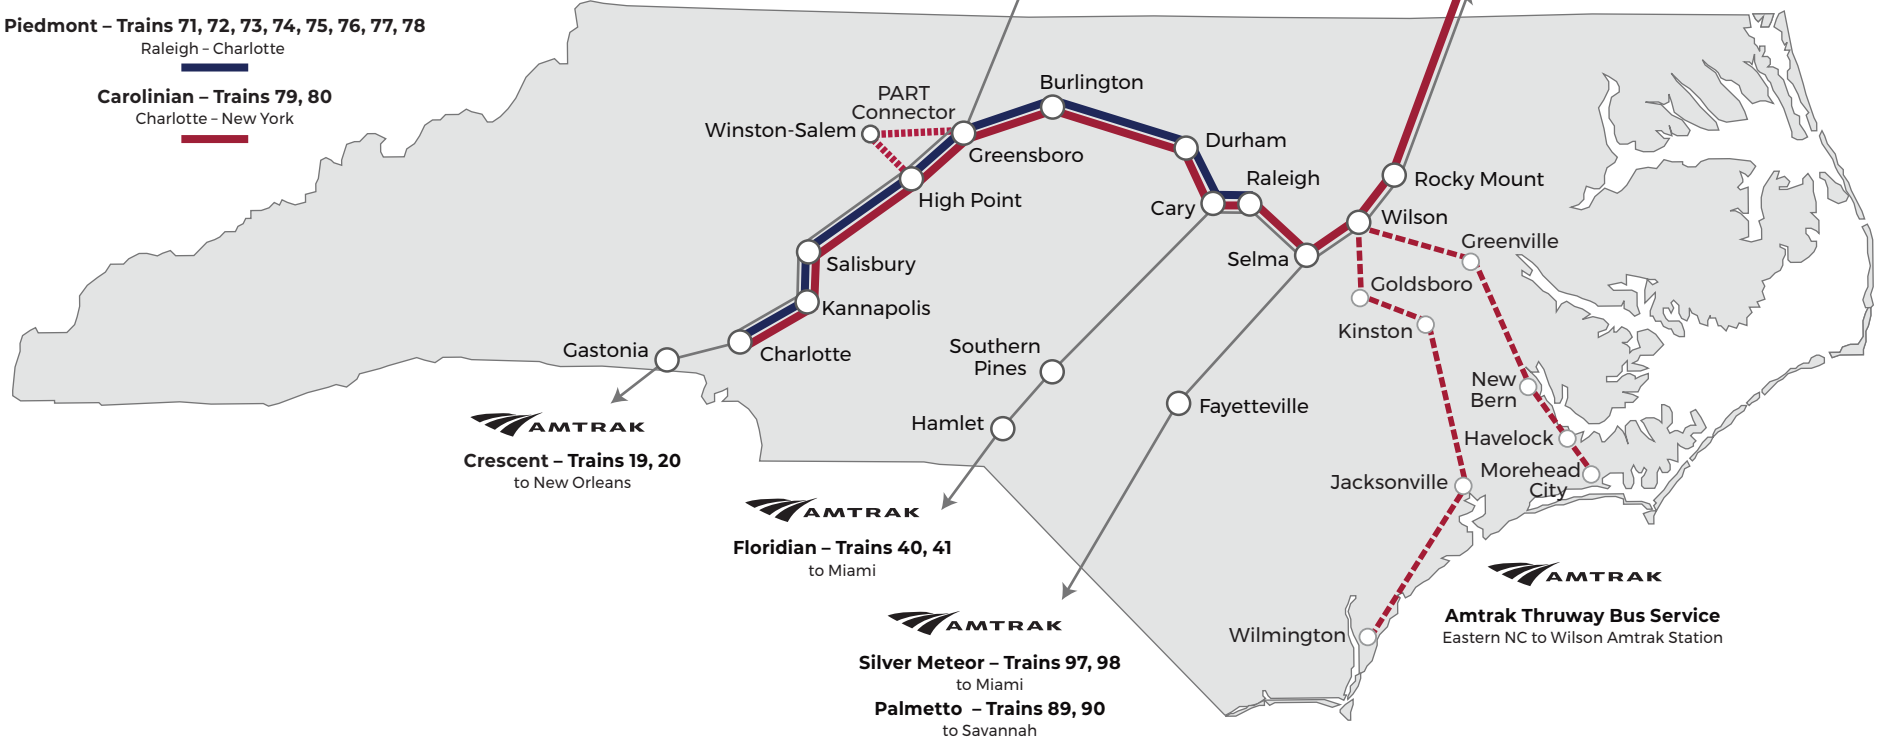 Piedmont – Trains 71, 72, 73, 74, 75, 76, 77, 78
Raleigh – Charlotte
Carolinian – Trains 79, 80
Charlotte – New York
Burlington
PART
Connector
Winston-Salem
Greensboro
Durham
High Point
Raleigh
Cary
Rocky Mount
Wilson
Selma
Greenville
Salisbury
Goldsboro
Kannapolis
Kinston
Gastonia
Charlotte
Southern
Pines
New
Bern
Hamlet
Fayetteville
Havelock
Morehead
City
Jacksonville
Wilmington
AMTRAK
Crescent – Trains 19, 20
to New Orleans
AMTRAK
Floridian – Trains 40, 41
to Miami
AMTRAK
Silver Meteor – Trains 97, 98
to Miami
Palmetto – Trains 89, 90
to Savannah
AMTRAK
Amtrak Thruway Bus Service
Eastern NC to Wilson Amtrak Station